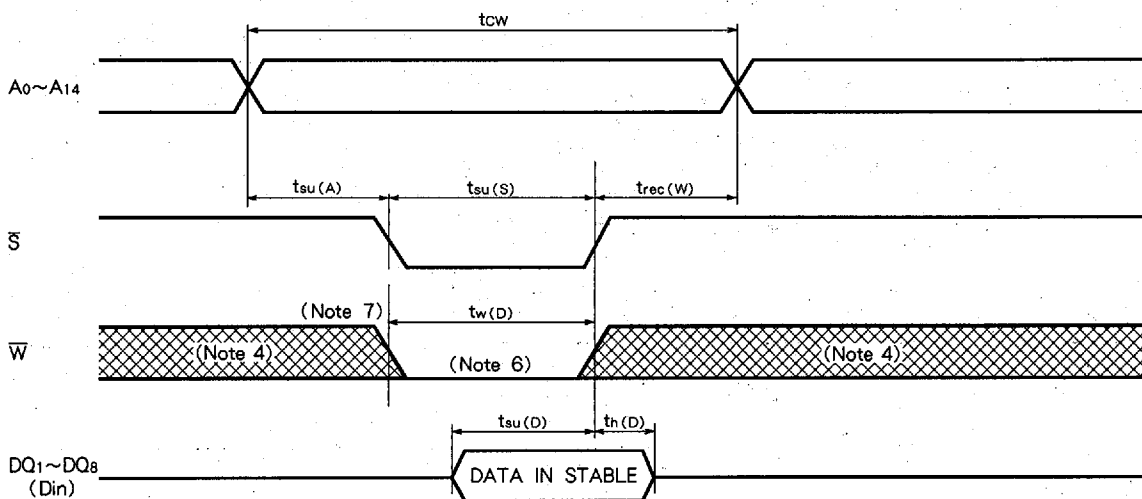 tCW
A0~A14
tsu(A) tsu(S) trec(W)
S̅
(Note 7) tw(D)
W̅ (Note 4) (Note 6) (Note 4)
tsu(D) th(D)
DQ1~DQ8 DATA IN STABLE
(Din)